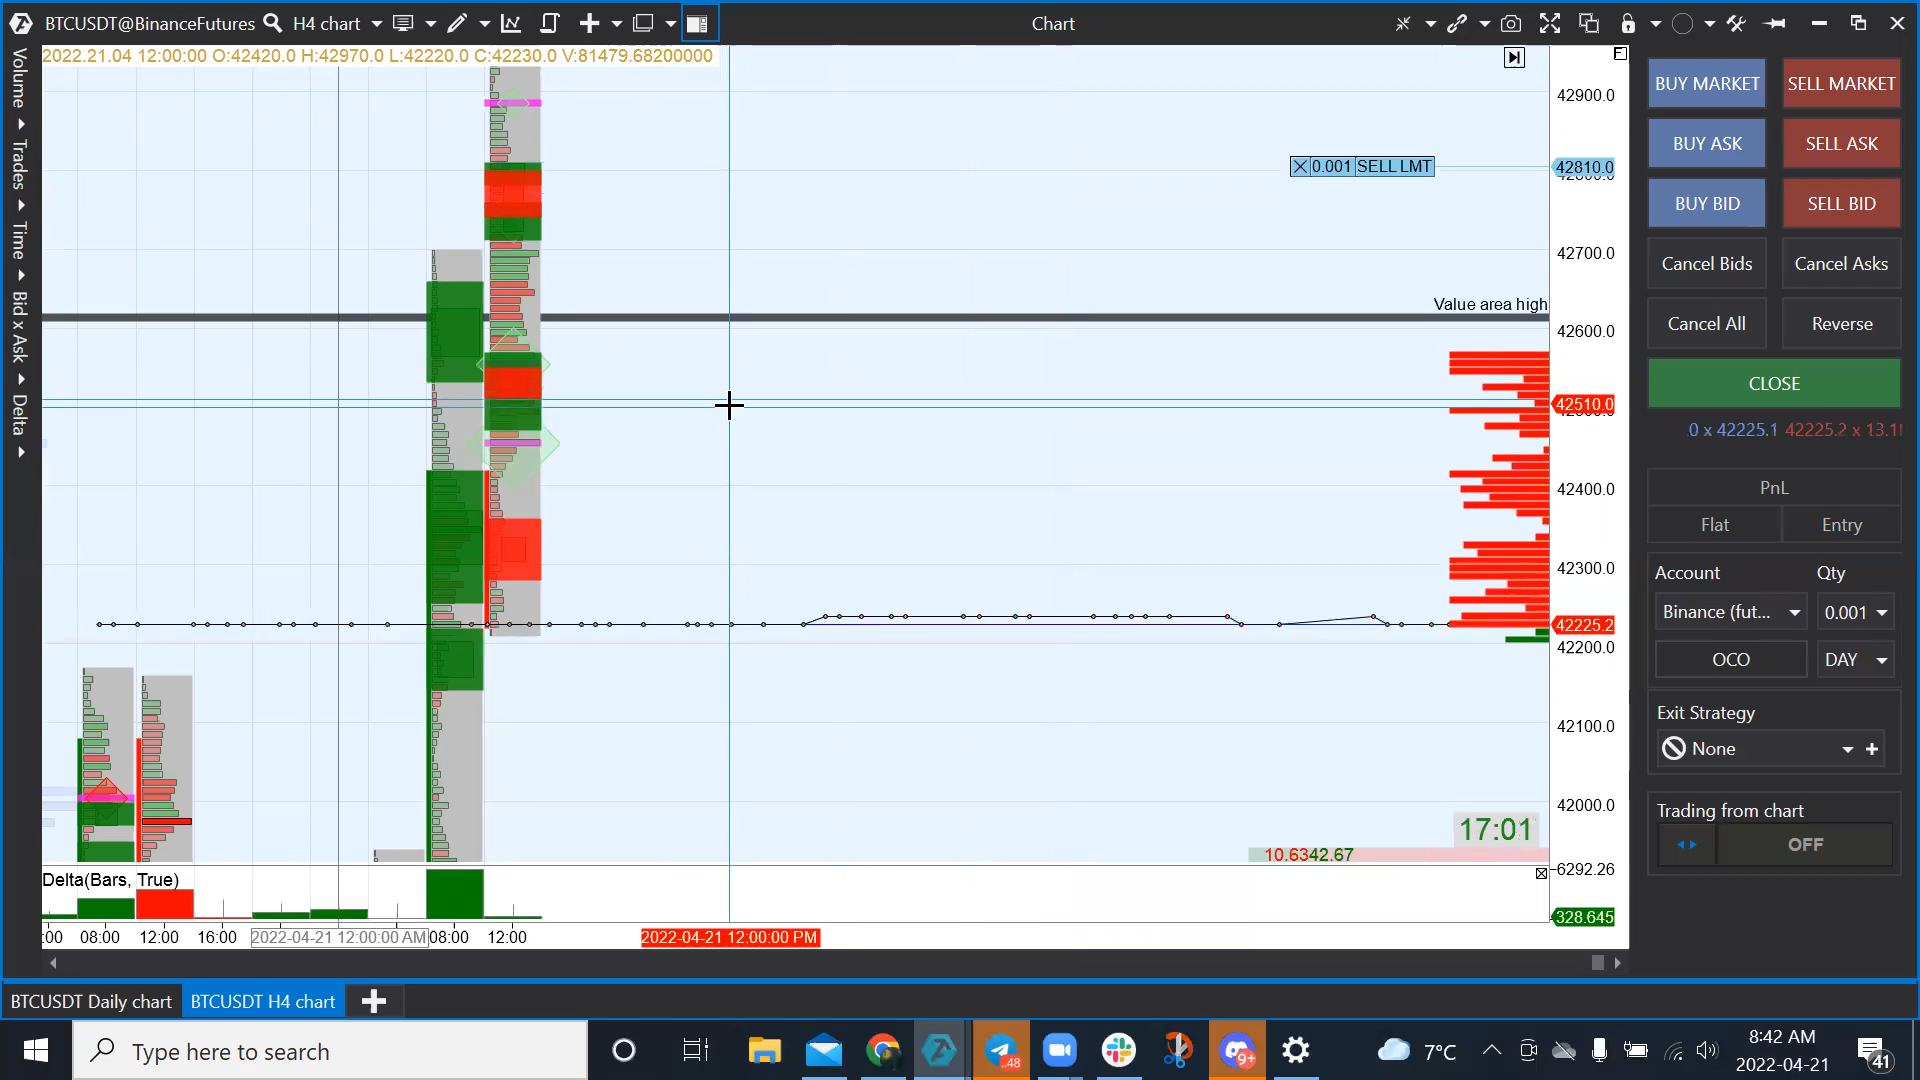 BTCUSDT@BinanceFutures H4 chart Chart
2022.21.04 12:00:00 O:42420.0 H:42970.0 L:42220.0 C:42230.0 V:81479.68200000
Volume
Trades
Time
Bid x Ask
Delta
0.001 SELL LMT
Value area high
42900.0
42810.0
42700.0
42600.0
42510.0
42400.0
42300.0
42225.2
42200.0
42100.0
42000.0
17:01
10.6342.67
-6292.26
328.645
Delta(Bars, True)
:00 08:00 12:00 16:00 2022-04-21 12:00:00 AM 08:00 12:00 2022-04-21 12:00:00 PM
BUY MARKET SELL MARKET
BUY ASK SELL ASK
BUY BID SELL BID
Cancel Bids Cancel Asks
Cancel All Reverse
CLOSE
0 x 42225.1 42225.2 x 13.1
PnL
Flat Entry
Account Qty
Binance (fut... 0.001
OCO DAY
Exit Strategy
None
Trading from chart
OFF
BTCUSDT Daily chart BTCUSDT H4 chart
Type here to search
..48
9+
7°C
8:42 AM
2022-04-21
41